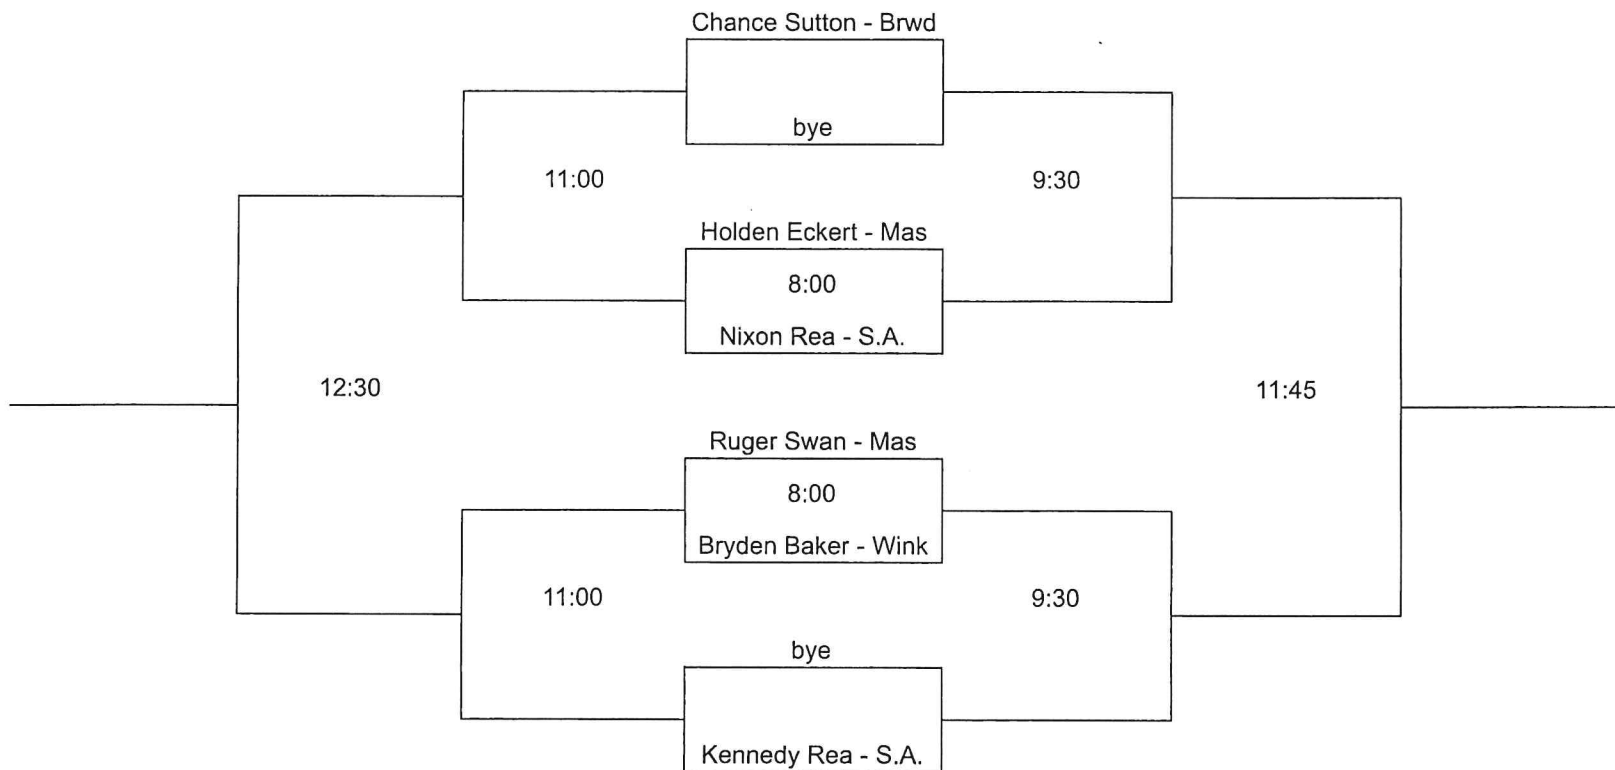 Chance Sutton - Brwd
bye
11:00
9:30
Holden Eckert - Mas
8:00
Nixon Rea - S.A.
12:30
11:45
Ruger Swan - Mas
8:00
Bryden Baker - Wink
11:00
9:30
bye
Kennedy Rea - S.A.